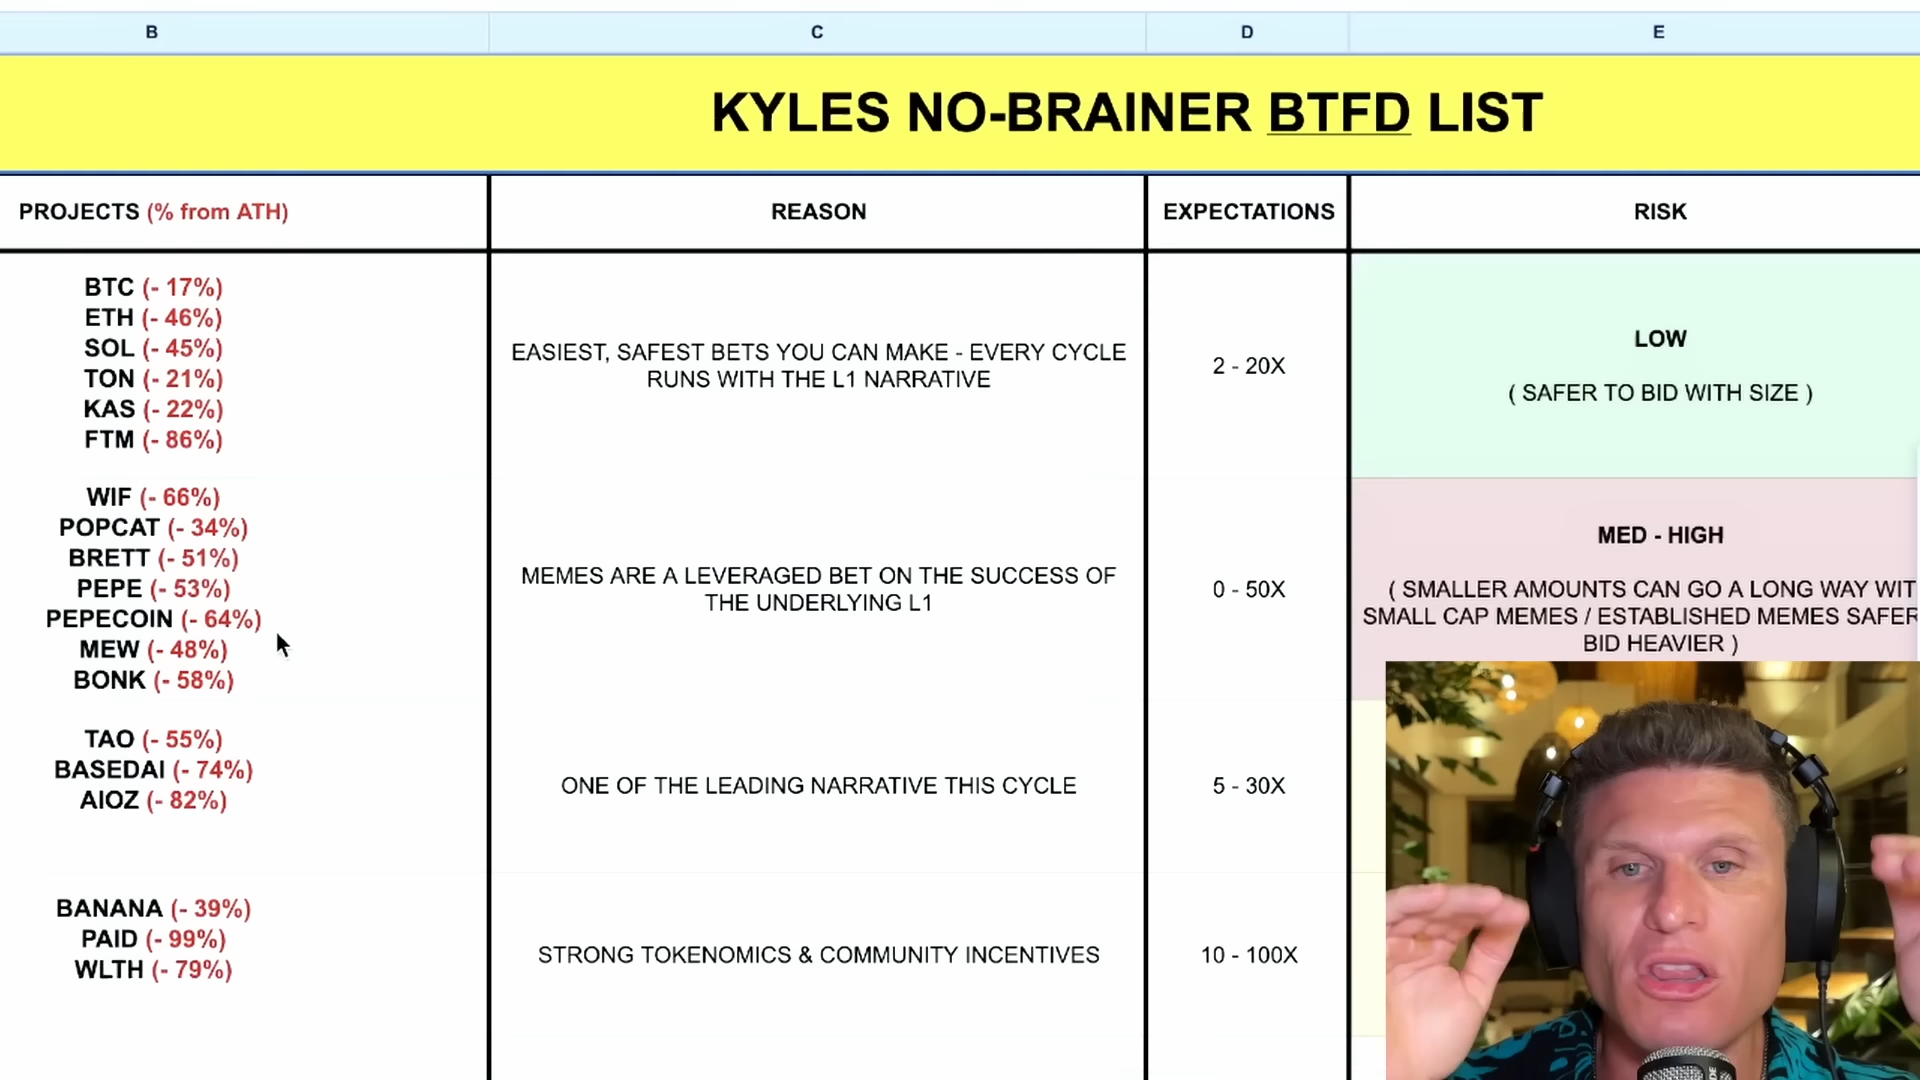 B C D E
KYLES NO-BRAINER BTFD LIST
PROJECTS (% from ATH) REASON EXPECTATIONS RISK
BTC (- 17%)
ETH (- 46%)
SOL (- 45%)
TON (- 21%)
KAS (- 22%)
FTM (- 86%)
EASIEST, SAFEST BETS YOU CAN MAKE - EVERY CYCLE
RUNS WITH THE L1 NARRATIVE
2 - 20X
LOW
( SAFER TO BID WITH SIZE )
WIF (- 66%)
POPCAT (- 34%)
BRETT (- 51%)
PEPE (- 53%)
PEPECOIN (- 64%)
MEW (- 48%)
BONK (- 58%)
MEMES ARE A LEVERAGED BET ON THE SUCCESS OF
THE UNDERLYING L1
0 - 50X
MED - HIGH
( SMALLER AMOUNTS CAN GO A LONG WAY WIT
SMALL CAP MEMES / ESTABLISHED MEMES SAFER
BID HEAVIER )
TAO (- 55%)
BASEDAI (- 74%)
AIOZ (- 82%)
ONE OF THE LEADING NARRATIVE THIS CYCLE
5 - 30X
BANANA (- 39%)
PAID (- 99%)
WLTH (- 79%)
STRONG TOKENOMICS & COMMUNITY INCENTIVES
10 - 100X